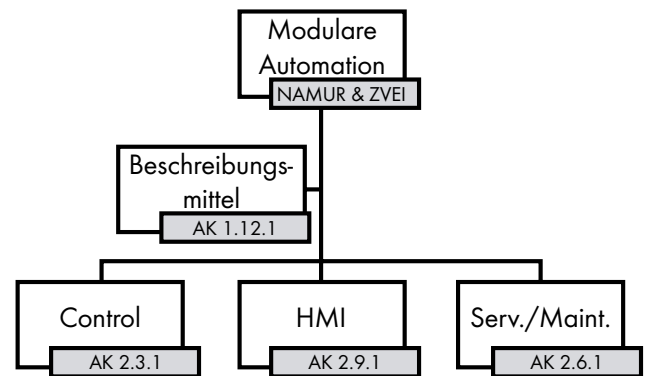 Modulare
Automation
NAMUR & ZVEI
Beschreibungs-
mittel
AK 1.12.1
Control
AK 2.3.1
HMI
AK 2.9.1
Serv./Maint.
AK 2.6.1